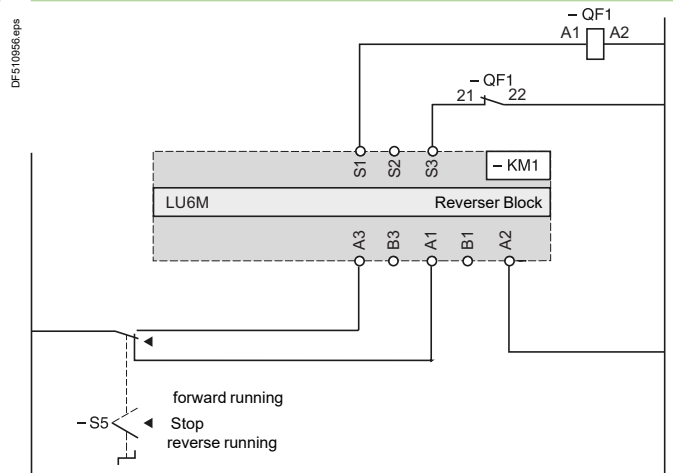 DF510956.eps
– QF1
A1 A2
– QF1
21 22
S1 S2 S3
– KM1
LU6M Reverser Block
A3 B3 A1 B1 A2
forward running
– S5 Stop
reverse running